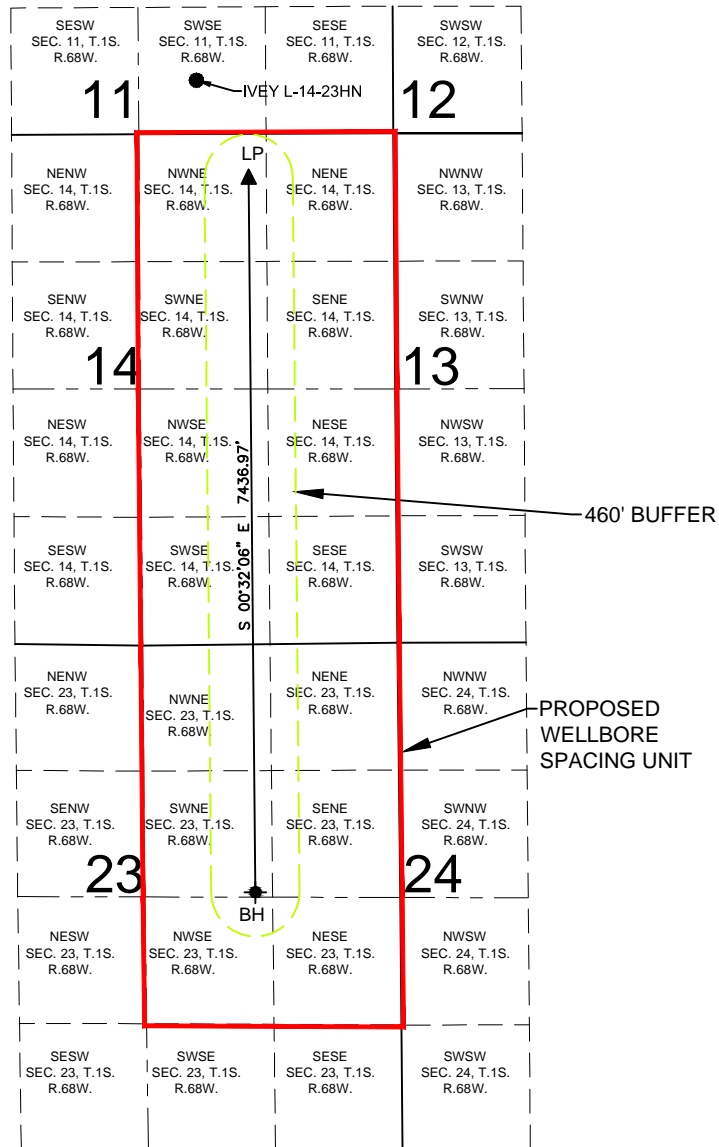 SESW
SEC. 11, T.1S.
R.68W.
SWSE
SEC. 11, T.1S.
R.68W.
SESE
SEC. 11, T.1S.
R.68W.
SWSW
SEC. 12, T.1S.
R.68W.
11
IVEY L-14-23HN
12
LP
NENW
SEC. 14, T.1S.
R.68W.
NWNE
SEC. 14, T.1S.
R.68W.
NENE
SEC. 14, T.1S.
R.68W.
NWNW
SEC. 13, T.1S.
R.68W.
SENW
SEC. 14, T.1S.
R.68W.
SWNE
SEC. 14, T.1S.
R.68W.
SENE
SEC. 14, T.1S.
R.68W.
SWNW
SEC. 13, T.1S.
R.68W.
14
13
NESW
SEC. 14, T.1S.
R.68W.
NWSE
SEC. 14, T.1S.
R.68W.
NESE
SEC. 14, T.1S.
R.68W.
NWSW
SEC. 13, T.1S.
R.68W.
S 00°32'06" E 7436.97'
460' BUFFER
SESW
SEC. 14, T.1S.
R.68W.
SWSE
SEC. 14, T.1S.
R.68W.
SESE
SEC. 14, T.1S.
R.68W.
SWSW
SEC. 13, T.1S.
R.68W.
NENW
SEC. 23, T.1S.
R.68W.
NWNE
SEC. 23, T.1S.
R.68W.
NENE
SEC. 23, T.1S.
R.68W.
NWNW
SEC. 24, T.1S.
R.68W.
PROPOSED
WELLBORE
SPACING UNIT
SENW
SEC. 23, T.1S.
R.68W.
SWNE
SEC. 23, T.1S.
R.68W.
SENE
SEC. 23, T.1S.
R.68W.
SWNW
SEC. 24, T.1S.
R.68W.
23
24
BH
NESW
SEC. 23, T.1S.
R.68W.
NWSE
SEC. 23, T.1S.
R.68W.
NESE
SEC. 23, T.1S.
R.68W.
NWSW
SEC. 24, T.1S.
R.68W.
SESW
SEC. 23, T.1S.
R.68W.
SWSE
SEC. 23, T.1S.
R.68W.
SESE
SEC. 23, T.1S.
R.68W.
SWSW
SEC. 24, T.1S.
R.68W.